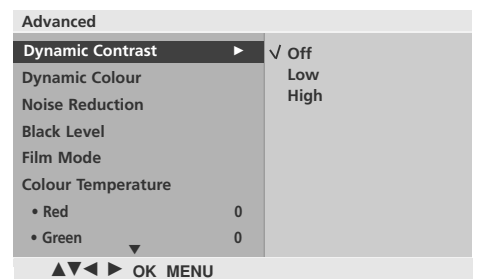 Advanced
Dynamic Contrast ► √ Off
Dynamic Colour Low
Noise Reduction High
Black Level
Film Mode
Colour Temperature
• Red 0
• Green 0
▼
▲▼◄ ► OK MENU